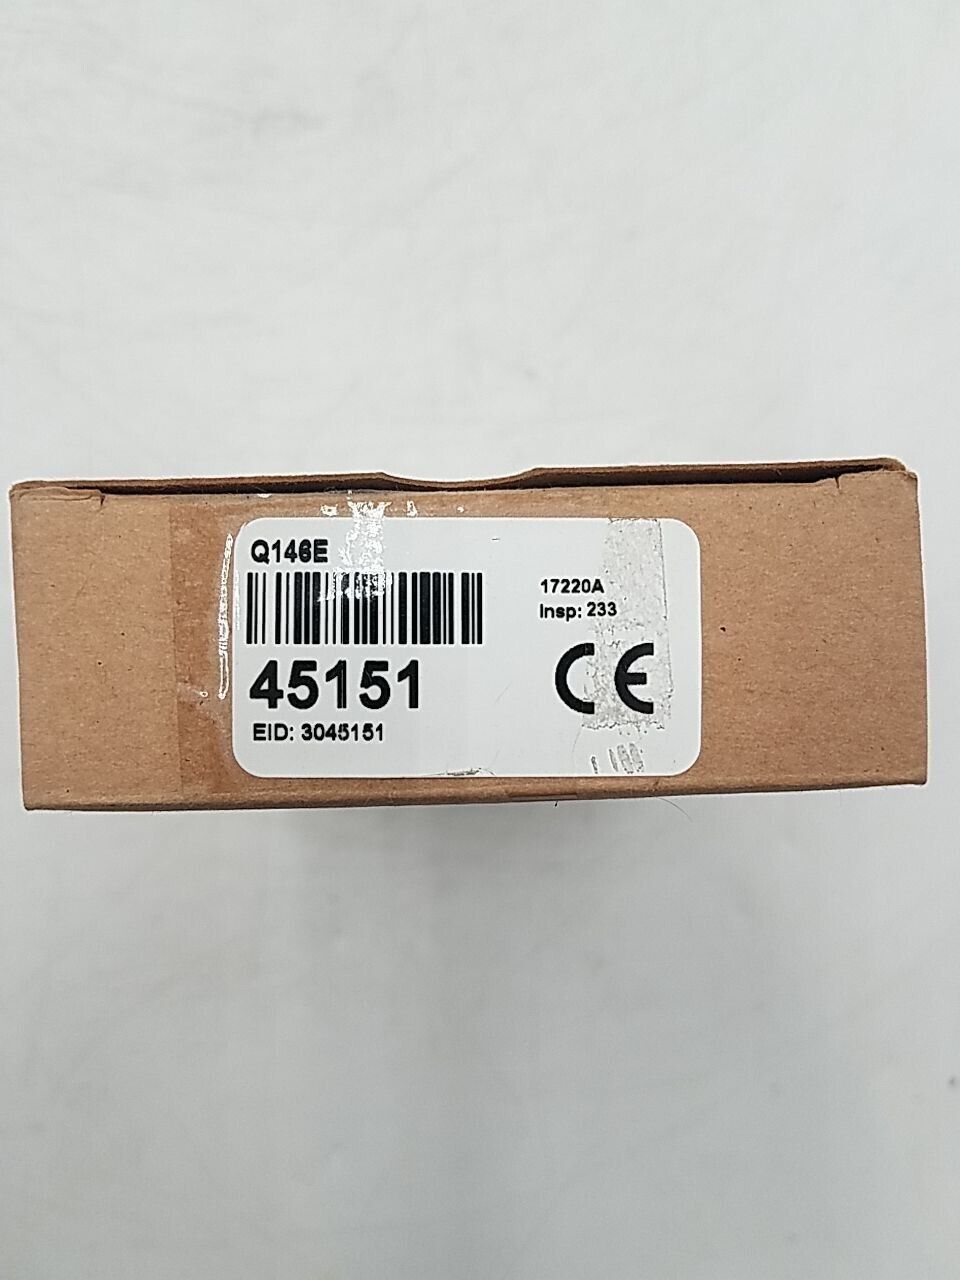 Q146E
17220A
Insp: 233
45151
CE
EID: 3045151